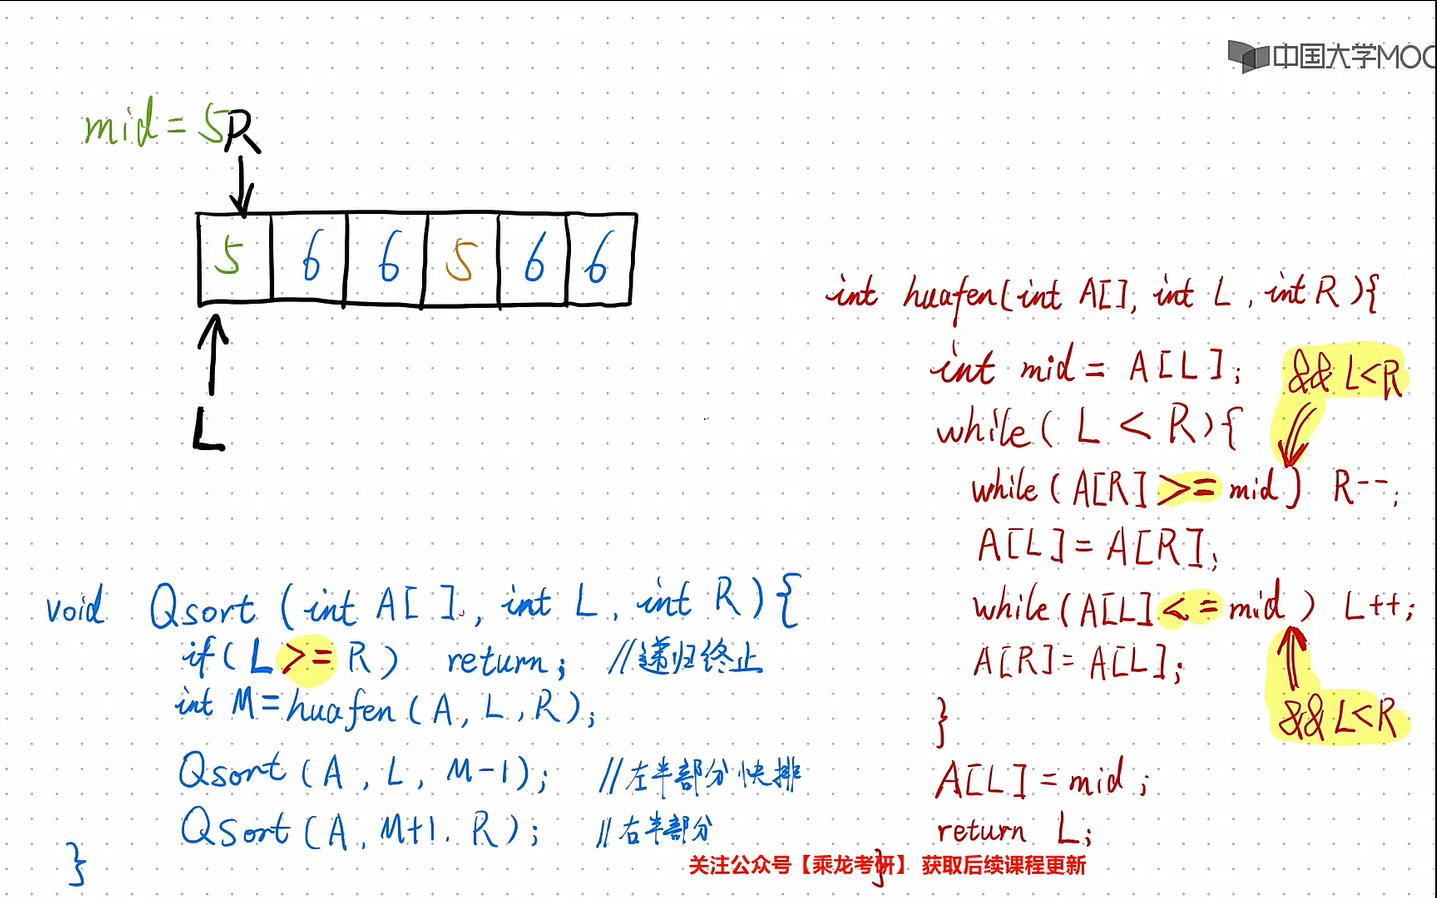 中国大学MOO
mid = 5
R
5 6 6 5 6 6
L
int huafen(int A[], int L, int R){
int mid = A[L];
&& L<R
while( L < R){
while( A[R] >= mid) R--;
A[L] = A[R];
while(A[L] <= mid ) L++;
A[R] = A[L];
}
&& L<R
A[L] = mid;
return L;
}
void Qsort (int A[ ], int L, int R){
if( L >= R) return; //递归终止
int M=huafen(A, L, R);
Qsort (A, L, M-1); //左半部分快排
Qsort(A, M+1. R); //右半部分
}
关注公众号【乘龙考研】 获取后续课程更新